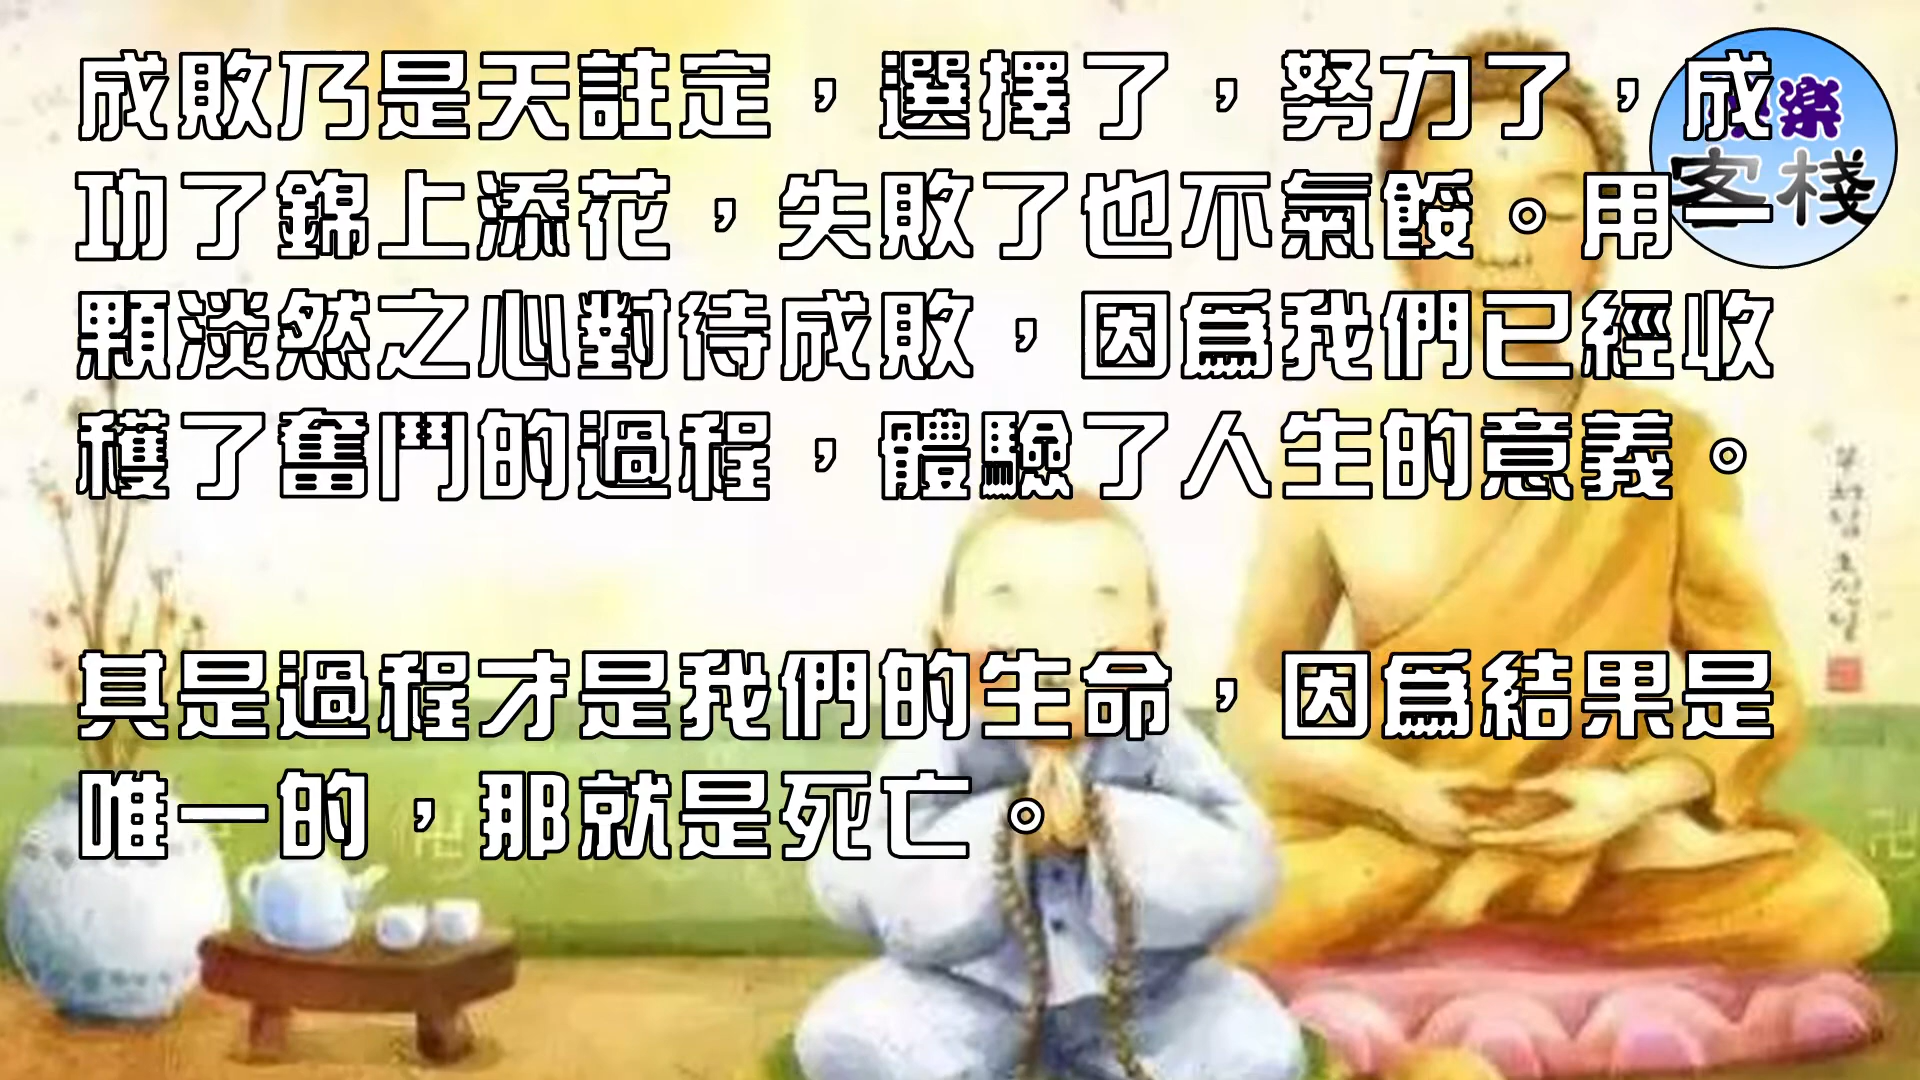 成敗乃是天註定，選擇了，努力了，成
功了錦上添花，失敗了也不氣餒。用一
顆淡然之心對待成敗，因爲我們已經收
穫了奮鬥的過程，體驗了人生的意義。
其是過程才是我們的生命，因爲結果是
唯一的，那就是死亡。
樂
客栈